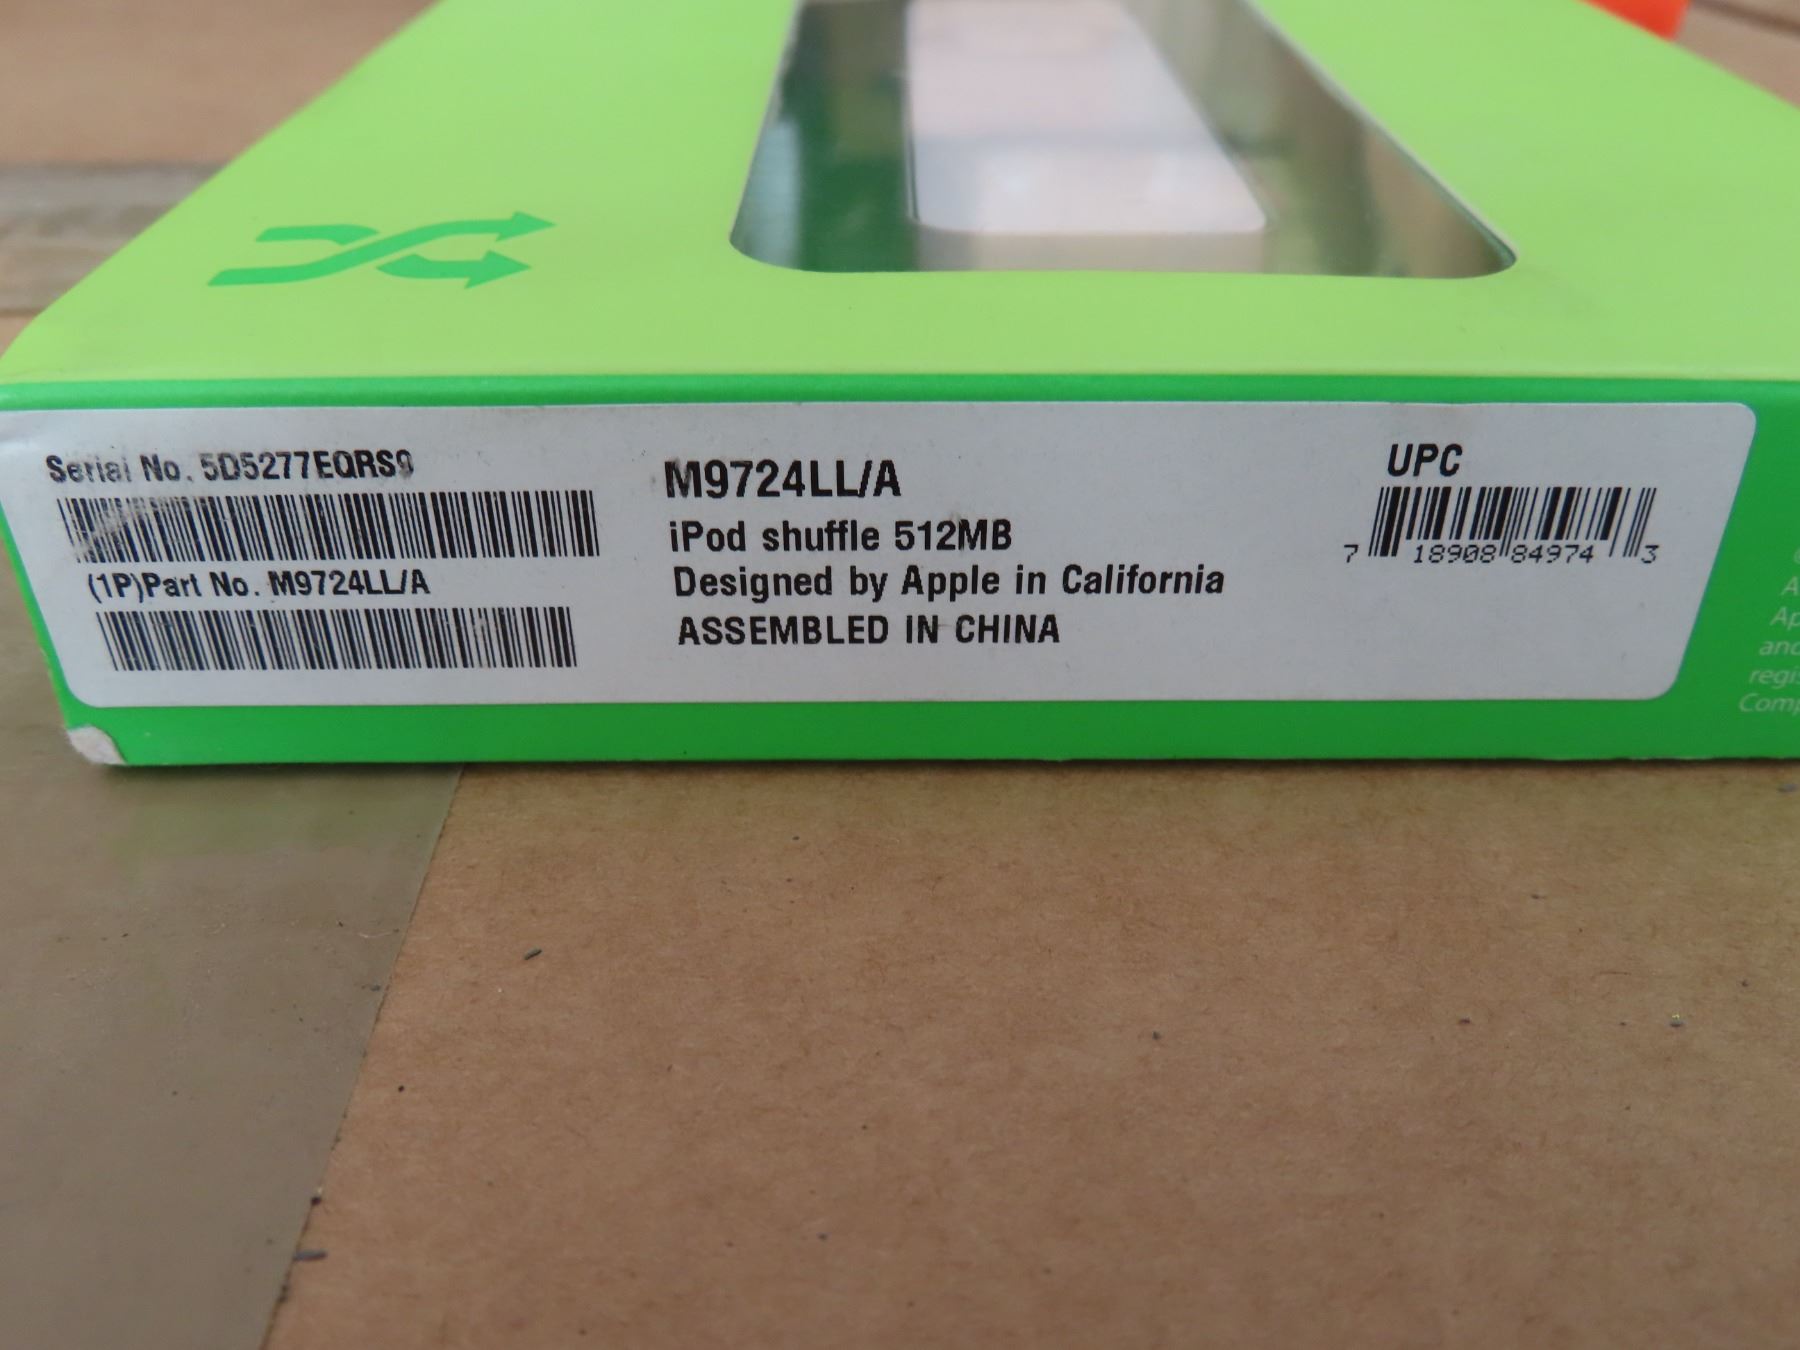 Serial No. 5D5277EQRS9
(1P)Part No. M9724LL/A
M9724LL/A
iPod shuffle 512MB
Designed by Apple in California
ASSEMBLED IN CHINA
UPC
7 18908 84974 3